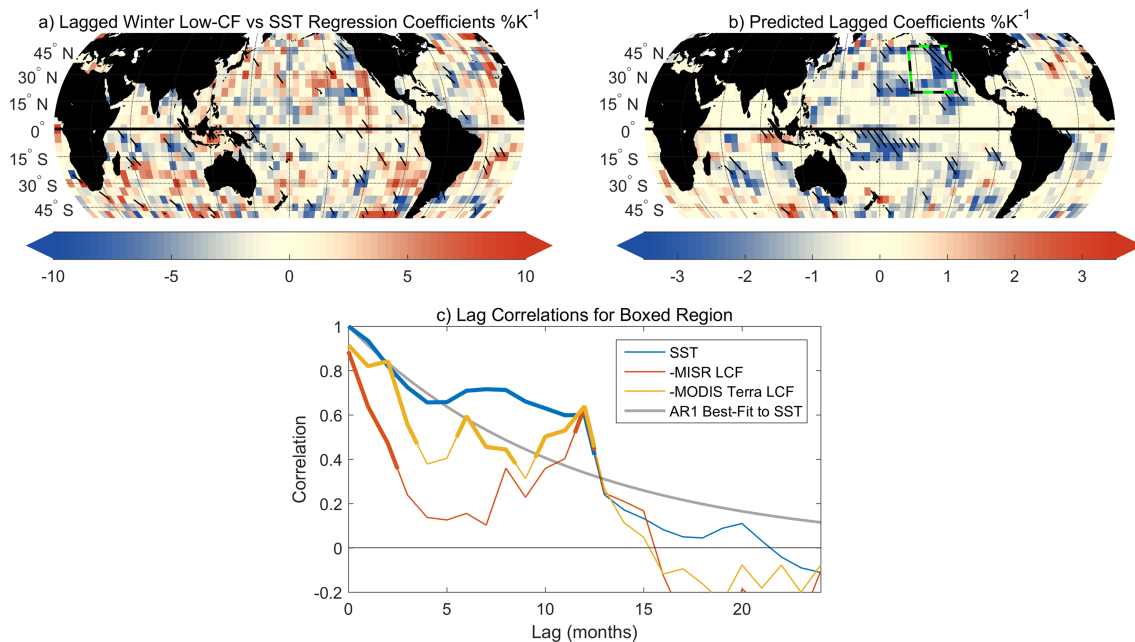 a) Lagged Winter Low-CF vs SST Regression Coefficients %K⁻¹
45° N
30° N
15° N
0°
15° S
30° S
45° S
-10 -5 0 5 10
b) Predicted Lagged Coefficients %K⁻¹
45° N
30° N
15° N
0°
15° S
30° S
45° S
-3 -2 -1 0 1 2 3
c) Lag Correlations for Boxed Region
1
0.8
0.6
0.4
0.2
0
-0.2
Correlation
SST
-MISR LCF
-MODIS Terra LCF
AR1 Best-Fit to SST
0 5 10 15 20
Lag (months)